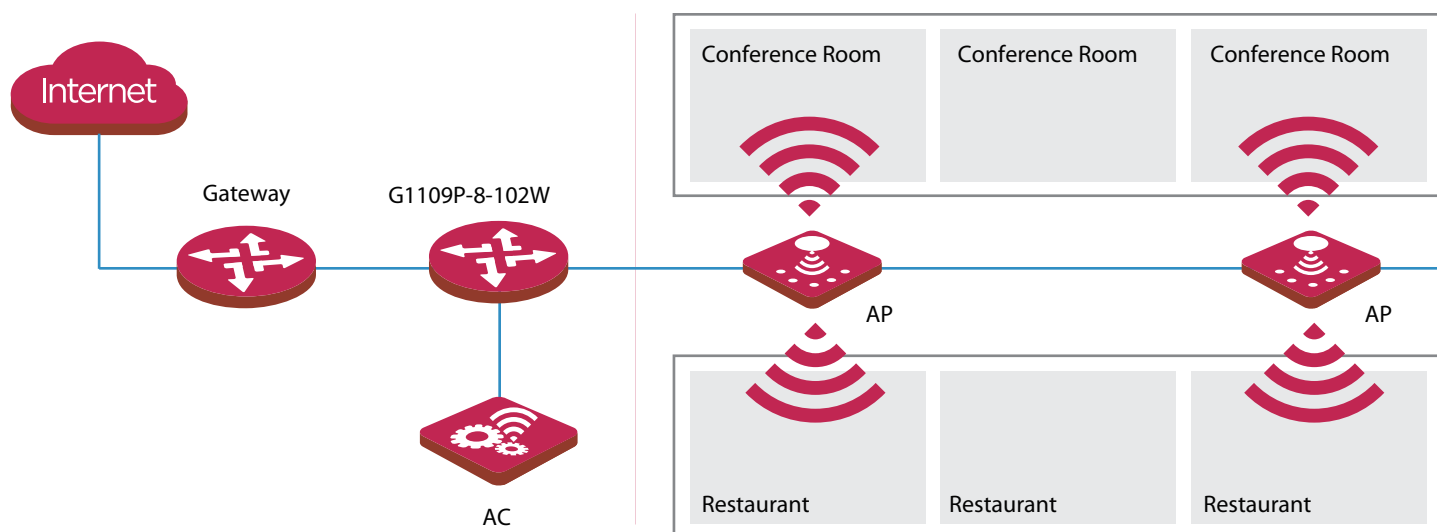 Internet
Gateway
G1109P-8-102W
AC
Conference Room
Conference Room
Conference Room
AP
AP
Restaurant
Restaurant
Restaurant